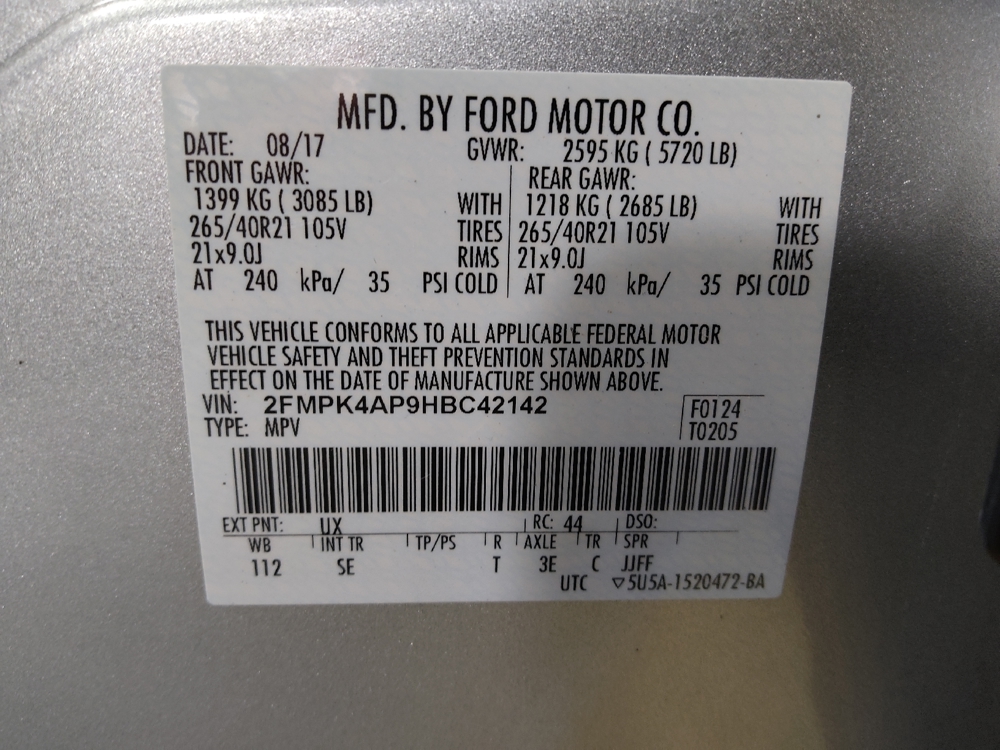 MFD. BY FORD MOTOR CO.
DATE: 08/17 GVWR: 2595 KG ( 5720 LB)
FRONT GAWR: REAR GAWR:
1399 KG ( 3085 LB) WITH 1218 KG ( 2685 LB) WITH
265/40R21 105V TIRES 265/40R21 105V TIRES
21x9.0J RIMS 21x9.0J RIMS
AT 240 kPa/ 35 PSI COLD AT 240 kPa/ 35 PSI COLD
THIS VEHICLE CONFORMS TO ALL APPLICABLE FEDERAL MOTOR
VEHICLE SAFETY AND THEFT PREVENTION STANDARDS IN
EFFECT ON THE DATE OF MANUFACTURE SHOWN ABOVE.
VIN: 2FMPK4AP9HBC42142 F0124
TYPE: MPV T0205
EXT PNT: UX RC: 44 DSO:
WB INT TR TP/PS R AXLE TR SPR
112 SE T 3E C JJFF
UTC ▽5U5A-1520472-BA